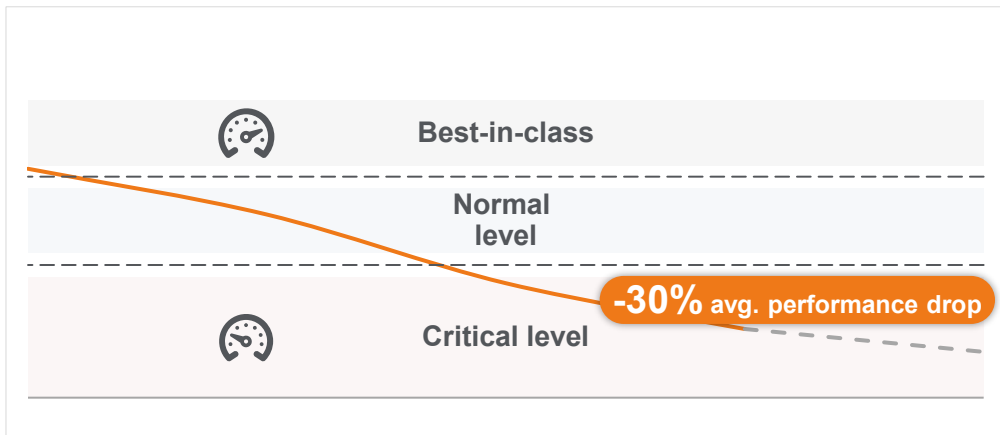 Best-in-class
Normal
level
-30% avg. performance drop
Critical level